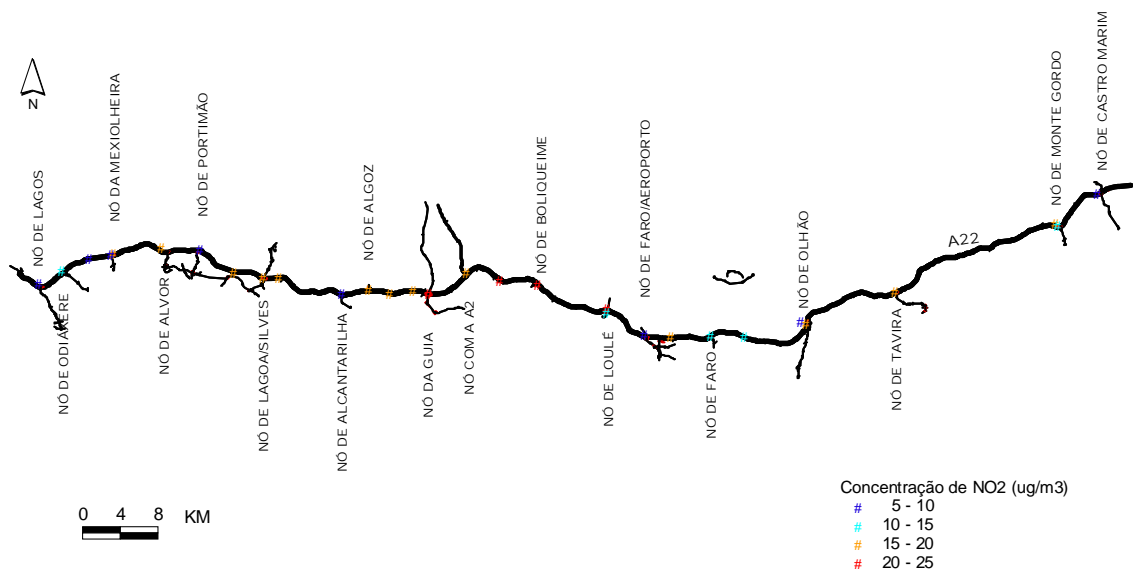 N
NÓ DE LAGOS
NÓ DE ODIÁXERE
NÓ DA MEXIOLHEIRA
NÓ DE ALVOR
NÓ DE PORTIMÃO
NÓ DE LAGOA/SILVES
NÓ DE ALCANTARILHA
NÓ DE ALGOZ
NÓ DA GUIA
NÓ COM A A2
NÓ DE BOLIQUEIME
NÓ DE LOULÉ
NÓ DE FARO/AEROPORTO
NÓ DE FARO
NÓ DE OLHÃO
NÓ DE TAVIRA
A22
NÓ DE MONTE GORDO
NÓ DE CASTRO MARIM
0 4 8 KM
Concentração de NO2 (ug/m3)
# 5 - 10
# 10 - 15
# 15 - 20
# 20 - 25